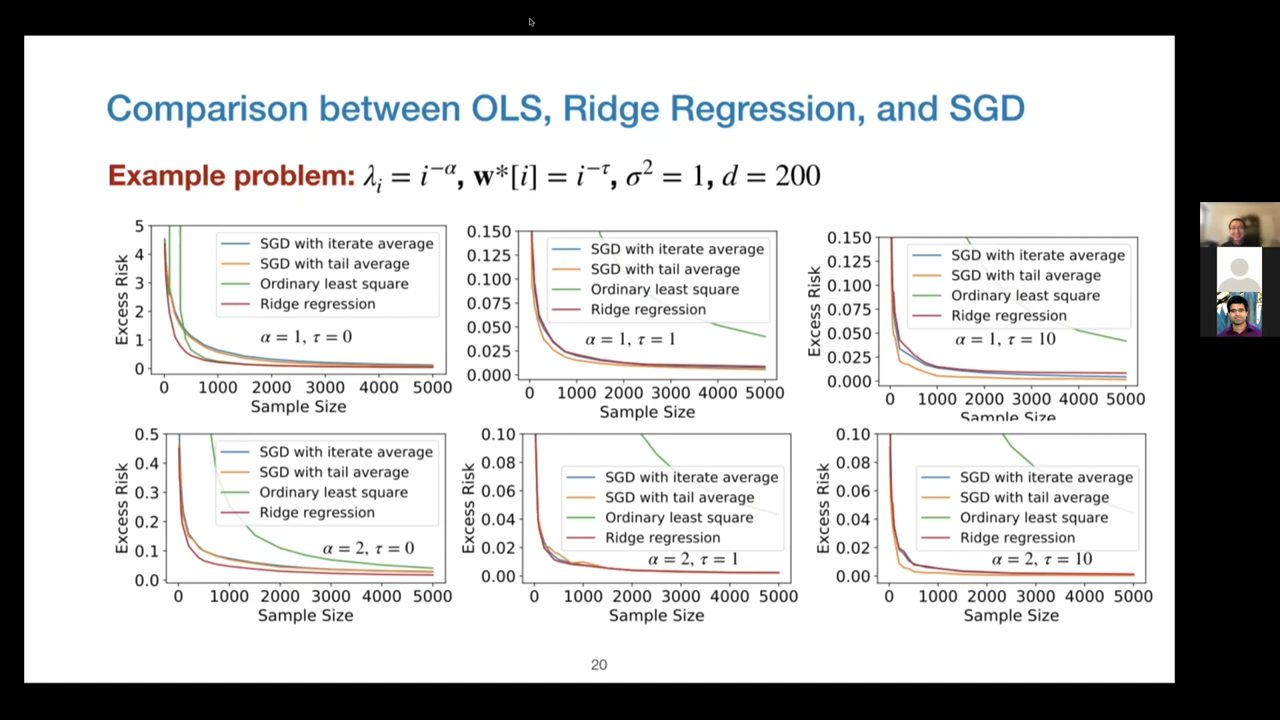 Comparison between OLS, Ridge Regression, and SGD
Example problem: λᵢ = i^{-α}, w*[i] = i^{-τ}, σ² = 1, d = 200
Excess Risk
5
4
3
2
1
0
SGD with iterate average
SGD with tail average
Ordinary least square
Ridge regression
α = 1, τ = 0
0 1000 2000 3000 4000 5000
Sample Size
Excess Risk
0.150
0.125
0.100
0.075
0.050
0.025
0.000
SGD with iterate average
SGD with tail average
Ordinary least square
Ridge regression
α = 1, τ = 1
0 1000 2000 3000 4000 5000
Sample Size
Excess Risk
0.150
0.125
0.100
0.075
0.050
0.025
0.000
SGD with iterate average
SGD with tail average
Ordinary least square
Ridge regression
α = 1, τ = 10
0 1000 2000 3000 4000 5000
Sample Size
Excess Risk
0.5
0.4
0.3
0.2
0.1
0.0
SGD with iterate average
SGD with tail average
Ordinary least square
Ridge regression
α = 2, τ = 0
0 1000 2000 3000 4000 5000
Sample Size
Excess Risk
0.10
0.08
0.06
0.04
0.02
0.00
SGD with iterate average
SGD with tail average
Ordinary least square
Ridge regression
α = 2, τ = 1
0 1000 2000 3000 4000 5000
Sample Size
Excess Risk
0.10
0.08
0.06
0.04
0.02
0.00
SGD with iterate average
SGD with tail average
Ordinary least square
Ridge regression
α = 2, τ = 10
0 1000 2000 3000 4000 5000
Sample Size
20